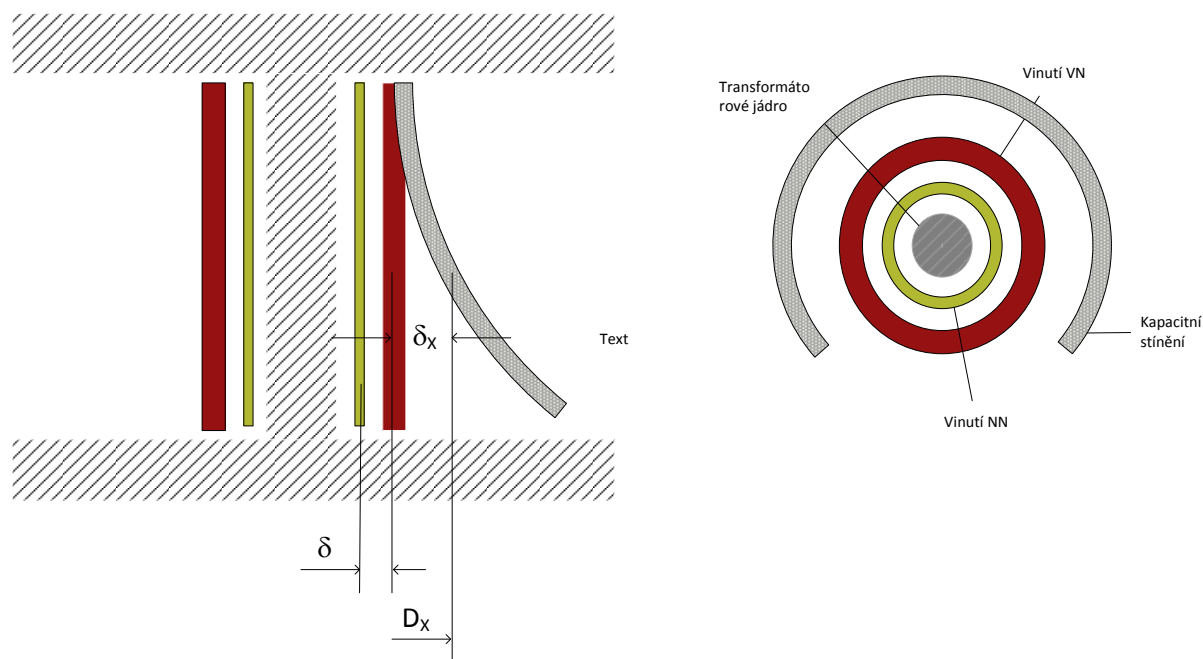 δx
Text
δ
Dx
Transformáto
rové jádro
Vinutí VN
Kapacitní
stínění
Vinutí NN